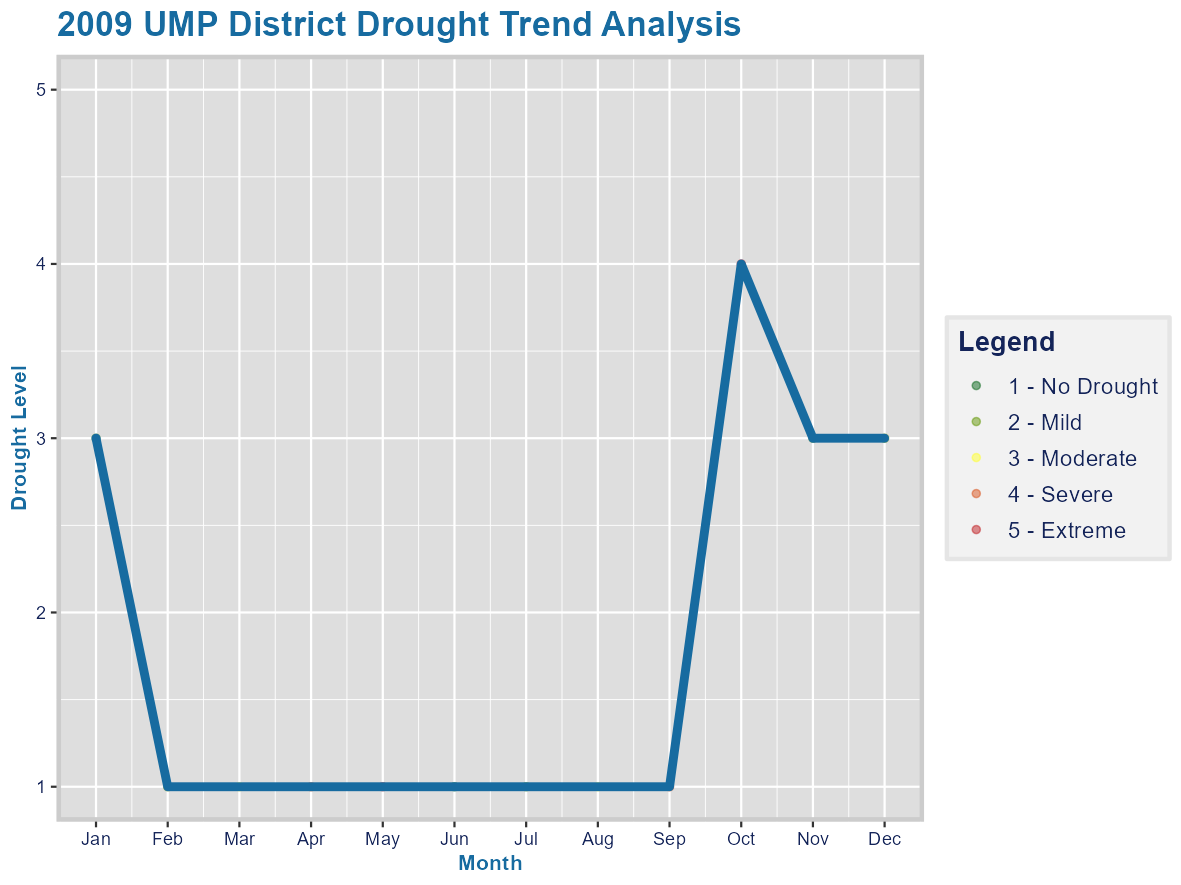 2009 UMP District Drought Trend Analysis
Drought Level
5
4
3
2
1
Jan Feb Mar Apr May Jun Jul Aug Sep Oct Nov Dec
Month
Legend
1 - No Drought
2 - Mild
3 - Moderate
4 - Severe
5 - Extreme